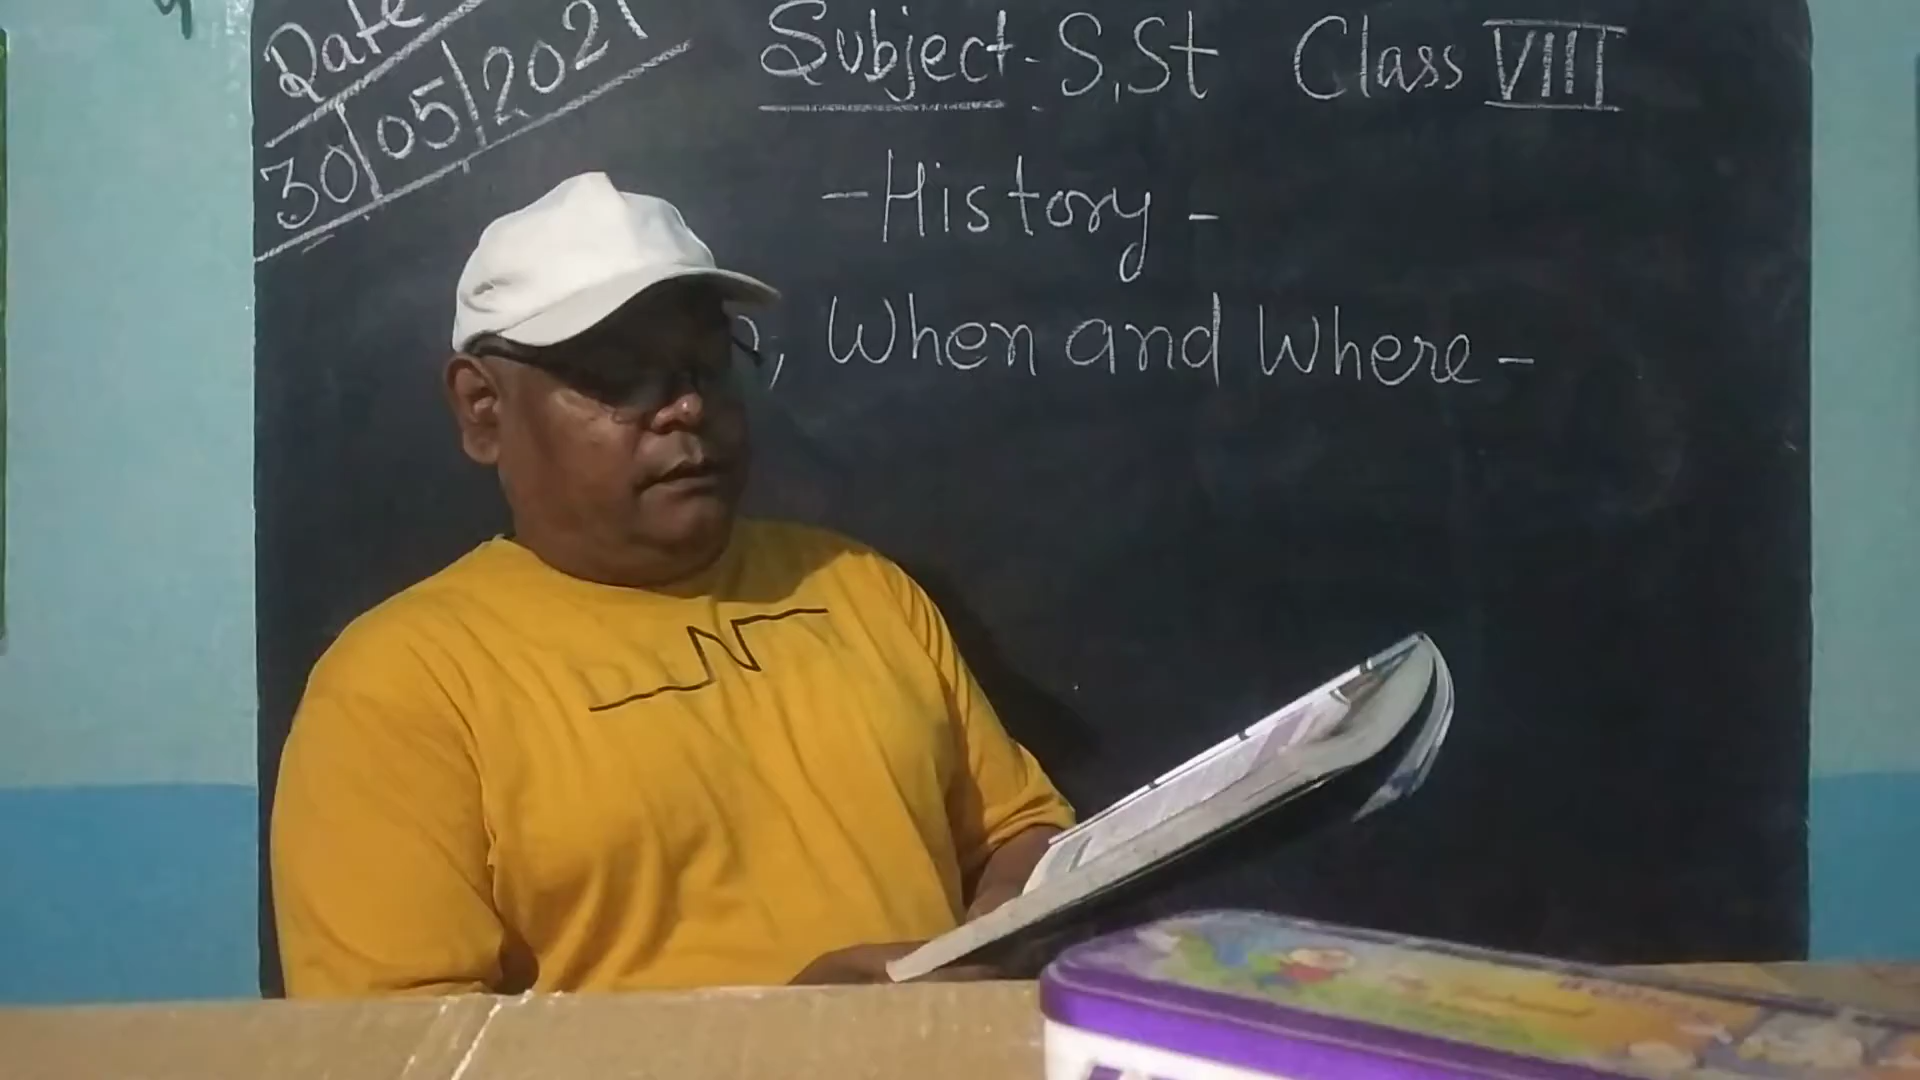 Date
30/05/2021
Subject- S.St Class VIII
-History-
, When and Where-